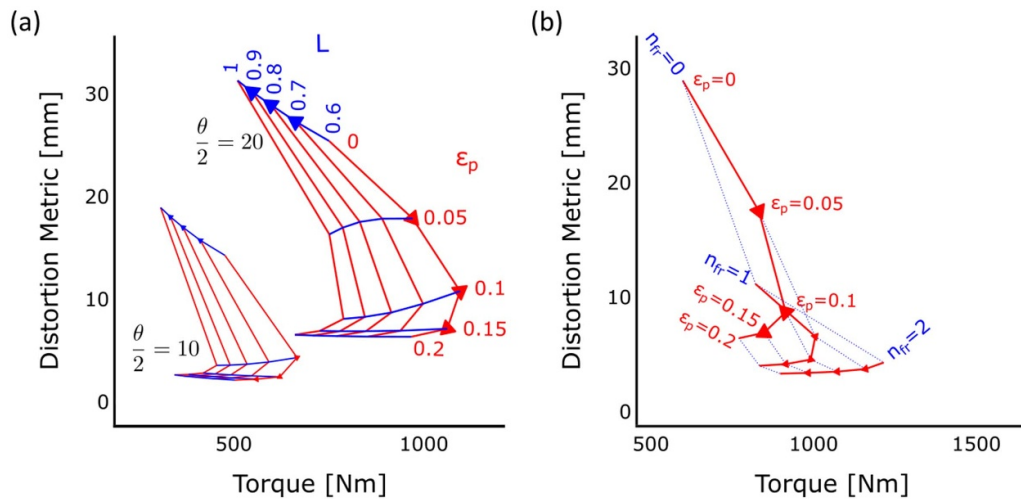 (a)
L
1
0.9
0.8
0.7
0.6
0
εp
θ/2 = 20
0.05
0.1
0.15
0.2
θ/2 = 10
30
20
10
0
Distortion Metric [mm]
500
1000
Torque [Nm]
(b)
nfr=0
εp=0
εp=0.05
nfr=1
εp=0.1
εp=0.15
εp=0.2
nfr=2
30
20
10
0
Distortion Metric [mm]
500
1000
1500
Torque [Nm]